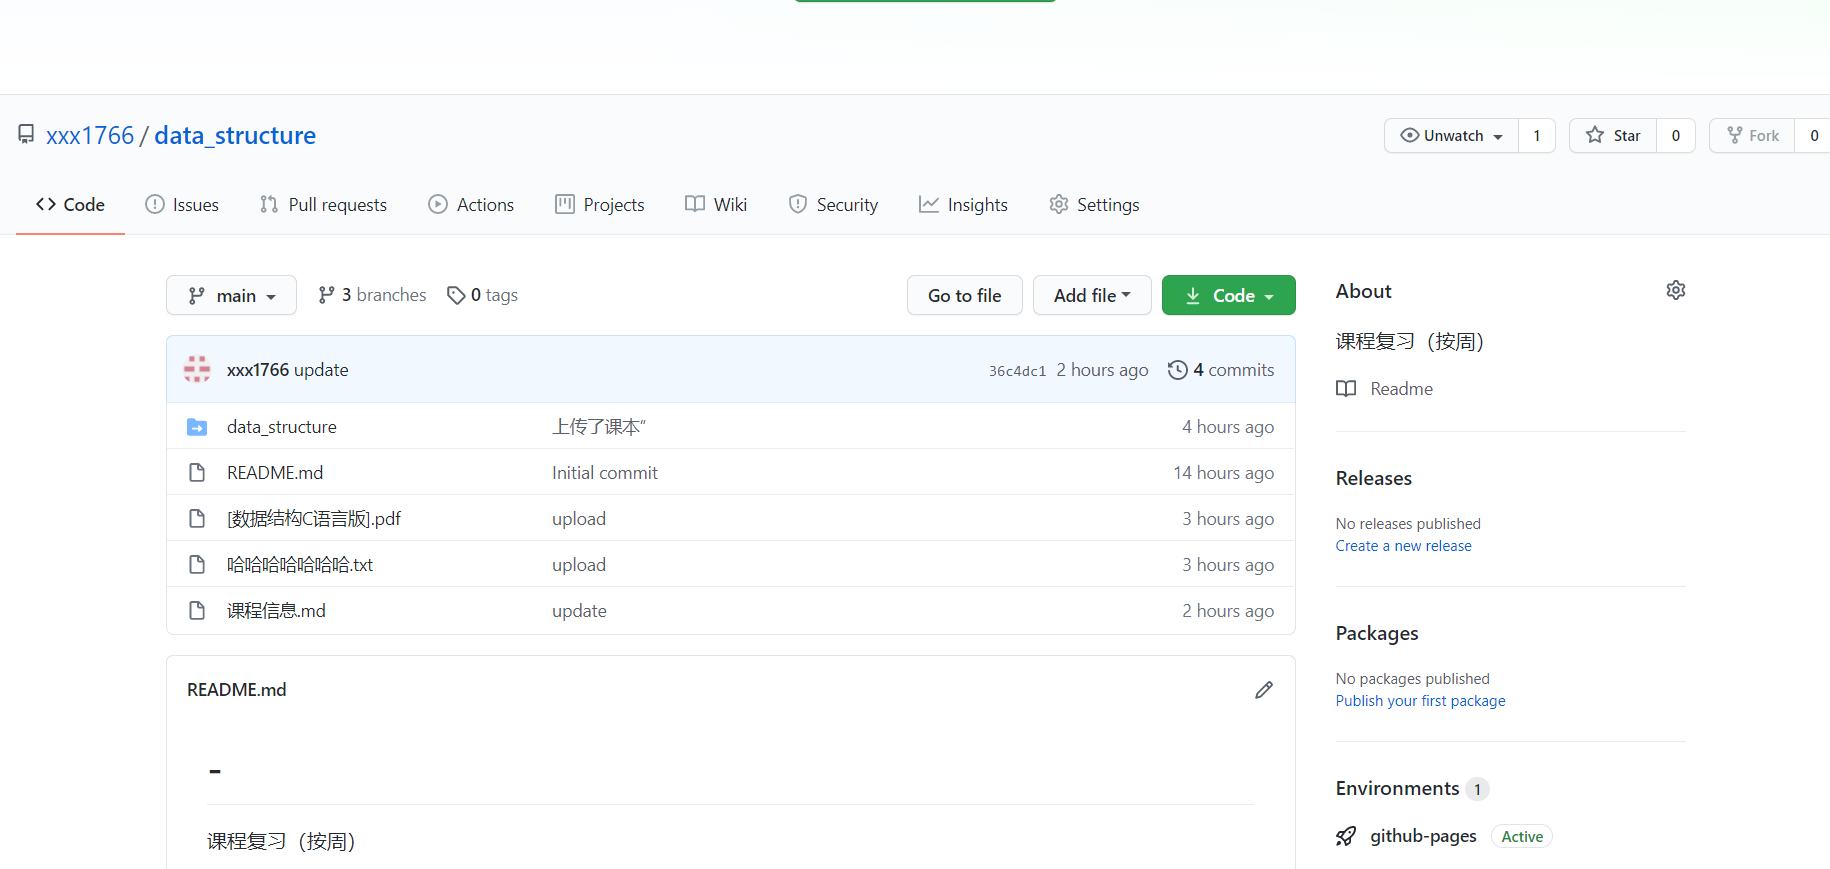 xxx1766 / data_structure
Unwatch 1 Star 0 Fork 0
Code Issues Pull requests Actions Projects Wiki Security Insights Settings
main 3 branches 0 tags Go to file Add file Code
xxx1766 update 36c4dc1 2 hours ago 4 commits
data_structure 上传了课本" 4 hours ago
README.md Initial commit 14 hours ago
[数据结构C语言版].pdf upload 3 hours ago
哈哈哈哈哈哈哈.txt upload 3 hours ago
课程信息.md update 2 hours ago
README.md
-
课程复习（按周）
About
课程复习（按周）
Readme
Releases
No releases published
Create a new release
Packages
No packages published
Publish your first package
Environments 1
github-pages Active